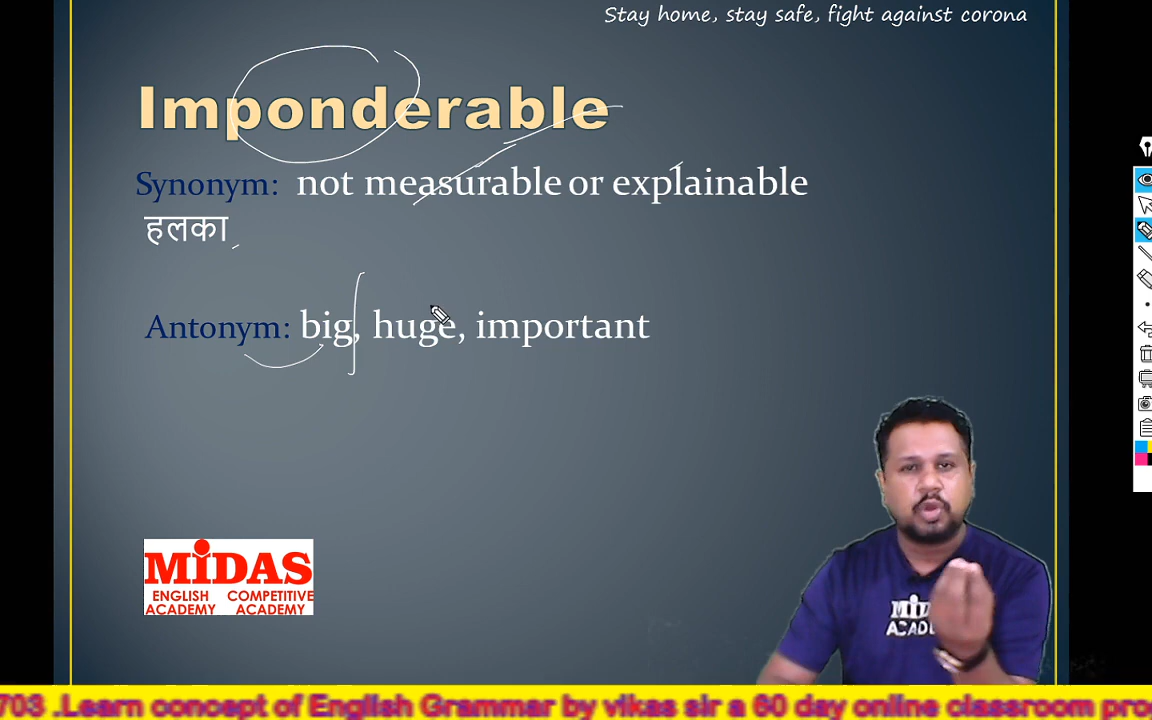 Stay home, stay safe, fight against corona
Imponderable
Synonym: not measurable or explainable
हलका
Antonym: big, huge, important
MiDAS
ENGLISH COMPETITIVE
ACADEMY ACADEMY
703 .Learn concept of English Grammar by vikas sir a 60 day online classroom pro